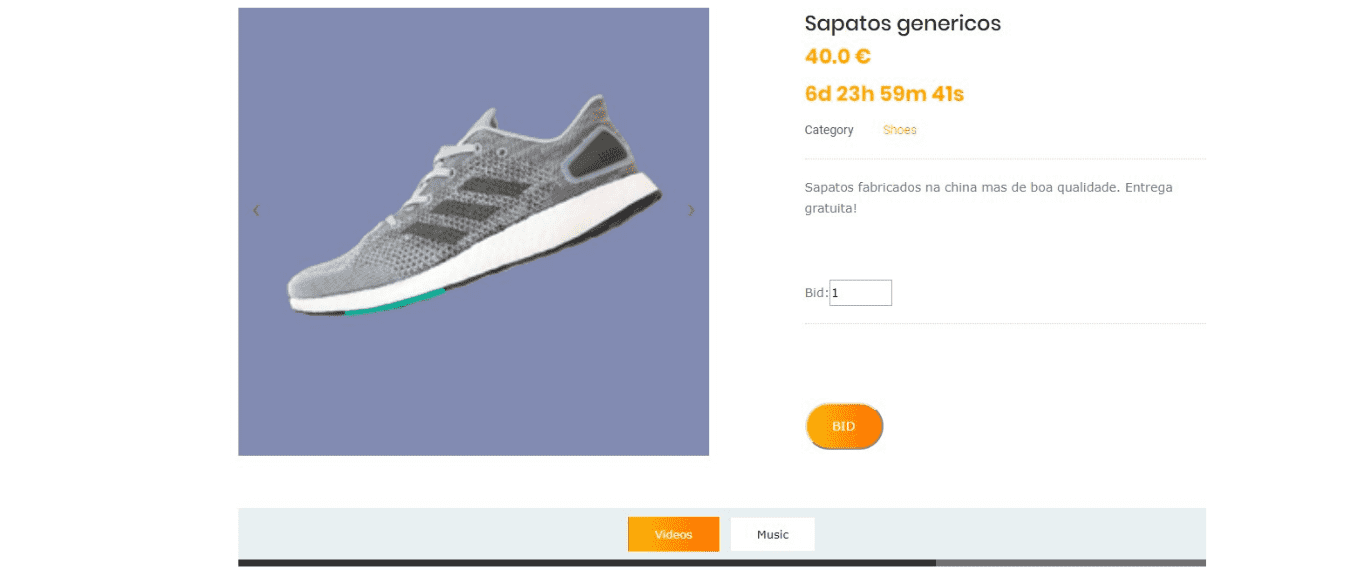 Sapatos genericos
40.0 €
6d 23h 59m 41s
Category Shoes
Sapatos fabricados na china mas de boa qualidade. Entrega
gratuita!
Bid: 1
BID
Videos Music